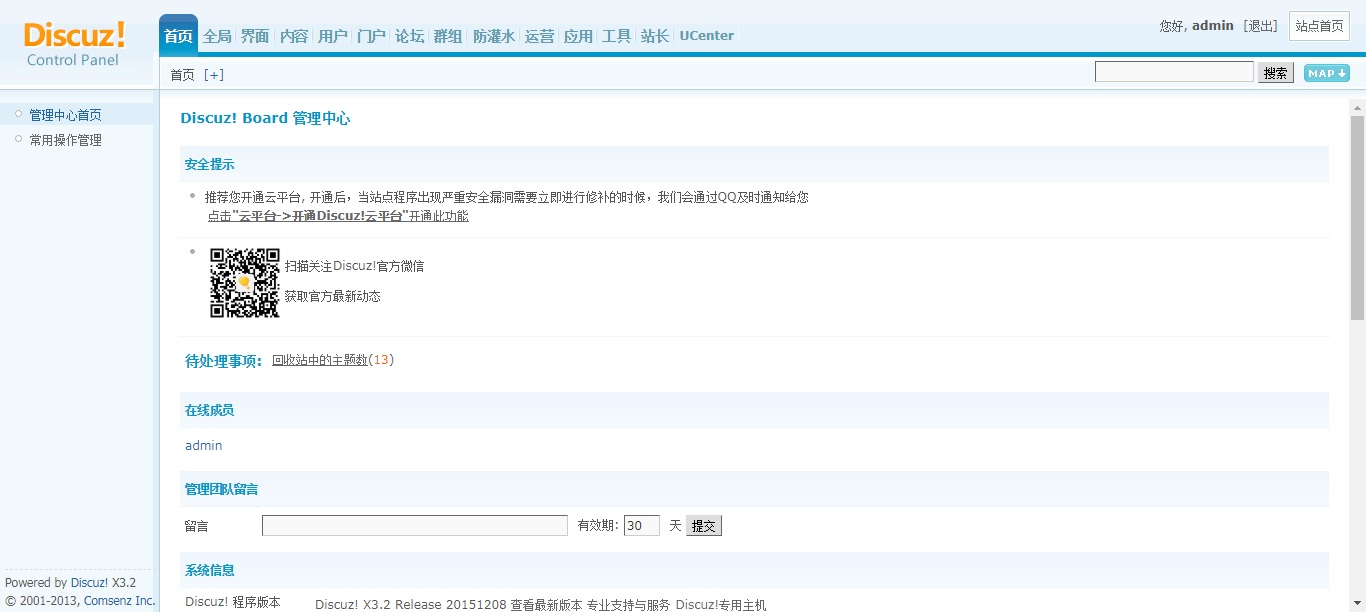 Discuz!
Control Panel
首页 全局 界面 内容 用户 门户 论坛 群组 防灌水 运营 应用 工具 站长 UCenter
您好, admin [退出] 站点首页
首页 [+]
搜索 MAP
管理中心首页
常用操作管理
Discuz! Board 管理中心
安全提示
推荐您开通云平台, 开通后，当站点程序出现严重安全漏洞需要立即进行修补的时候，我们会通过QQ及时通知给您
点击"云平台->开通Discuz!云平台"开通此功能
扫描关注Discuz!官方微信
获取官方最新动态
待处理事项: 回收站中的主题数(13)
在线成员
admin
管理团队留言
留言 有效期: 30 天 提交
系统信息
Discuz! 程序版本 Discuz! X3.2 Release 20151208 查看最新版本 专业支持与服务 Discuz!专用主机
Powered by Discuz! X3.2
© 2001-2013, Comsenz Inc.